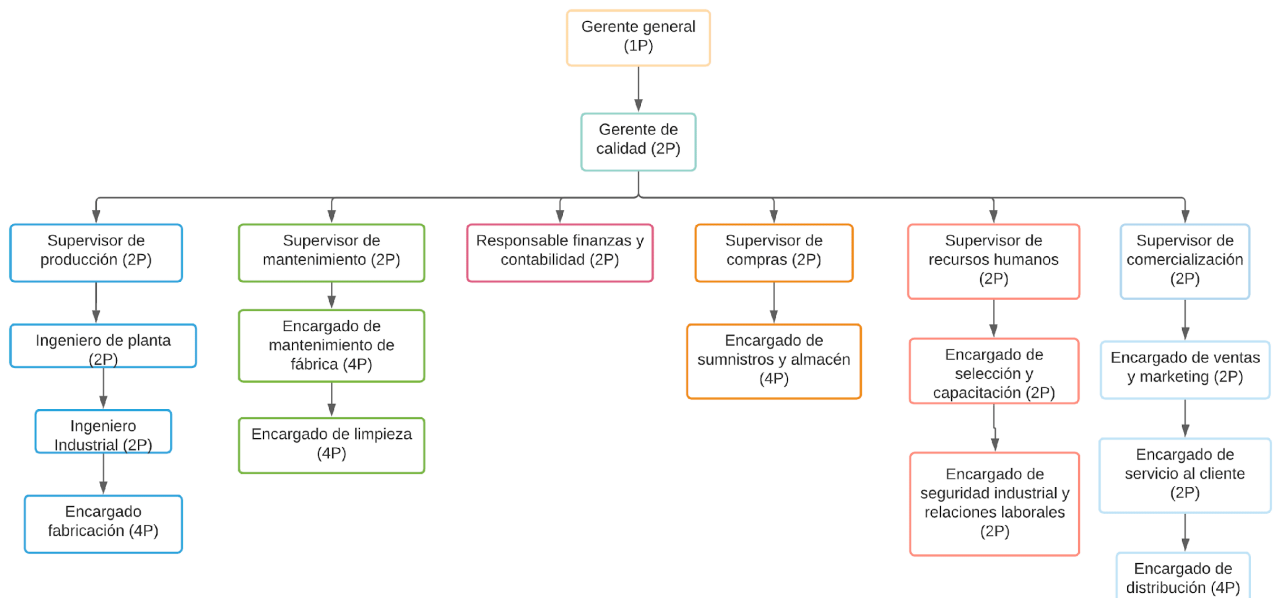 Gerente general
(1P)
Gerente de
calidad (2P)
Supervisor de
producción (2P)
Supervisor de
mantenimiento (2P)
Responsable finanzas y
contabilidad (2P)
Supervisor de
compras (2P)
Supervisor de
recursos humanos
(2P)
Supervisor de
comercialización
(2P)
Ingeniero de planta
(2P)
Ingeniero
Industrial (2P)
Encargado
fabricación (4P)
Encargado de
mantenimiento de
fábrica (4P)
Encargado de limpieza
(4P)
Encargado de
sumnistros y almacén
(4P)
Encargado de
selección y
capacitación (2P)
Encargado de
seguridad industrial y
relaciones laborales
(2P)
Encargado de ventas
y marketing (2P)
Encargado de
servicio al cliente
(2P)
Encargado de
distribución (4P)